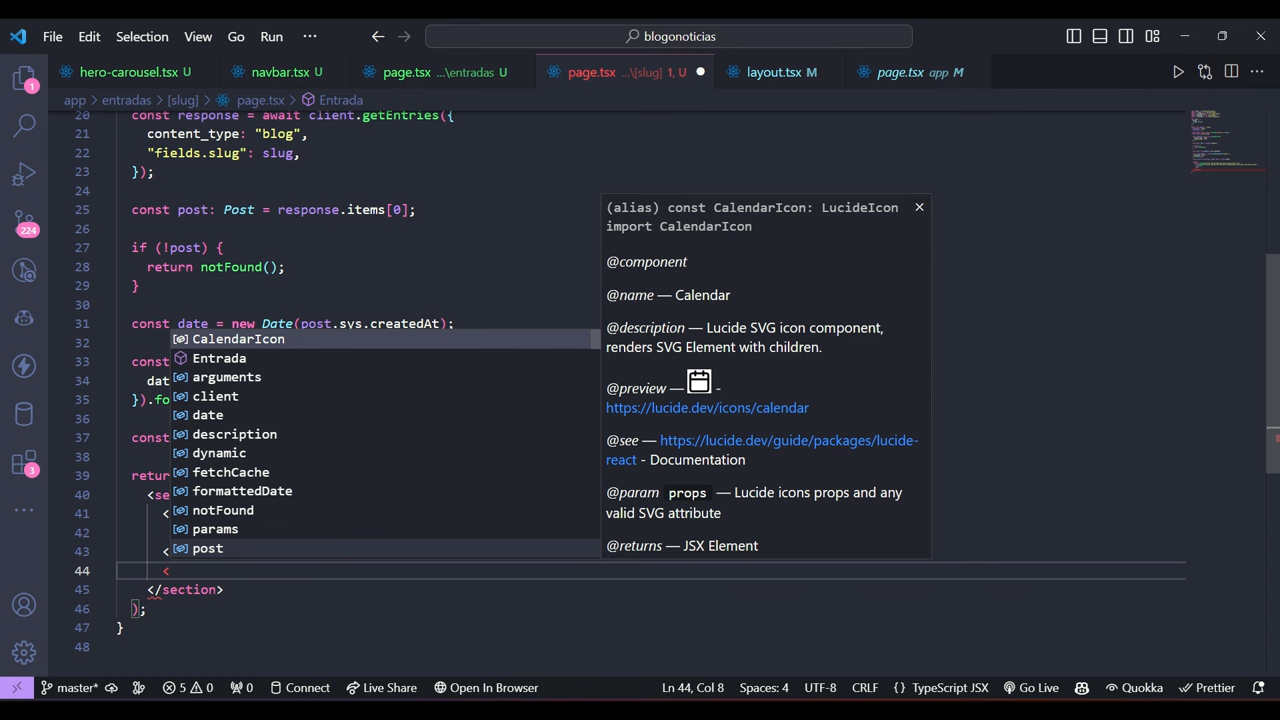 File Edit Selection View Go Run ··· blogonoticias
hero-carousel.tsx U navbar.tsx U page.tsx ...\entradas U page.tsx ...\[slug] 1, U layout.tsx M page.tsx app M
app > entradas > [slug] > page.tsx > Entrada
20 const response = await client.getEntries({
21 content_type: "blog",
22 "fields.slug": slug,
23 });
24
25 const post: Post = response.items[0];
26
27 if (!post) {
28 return notFound();
29 }
30
31 const date = new Date(post.sys.createdAt);
32
33 const
34 dat
35 }).fo
36
37 const
38
39 retur
40 <se
41 <
42
43 <
44 <
45 </section>
46 );
47 }
48
CalendarIcon
Entrada
arguments
client
date
description
dynamic
fetchCache
formattedDate
notFound
params
post
(alias) const CalendarIcon: LucideIcon
import CalendarIcon
@component
@name — Calendar
@description — Lucide SVG icon component,
renders SVG Element with children.
@preview — -
https://lucide.dev/icons/calendar
@see — https://lucide.dev/guide/packages/lucide-
react - Documentation
@param props — Lucide icons props and any
valid SVG attribute
@returns — JSX Element
1
224
3
master* 5 0 0 Connect Live Share Open In Browser Ln 44, Col 8 Spaces: 4 UTF-8 CRLF {} TypeScript JSX Go Live Quokka Prettier